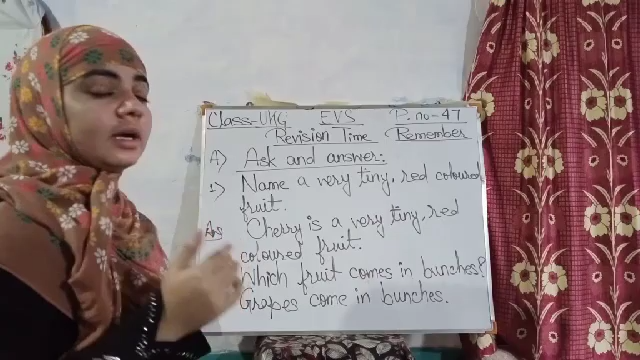 Class-UKG EVS P.no-47
Revision Time Remember
A) Ask and answer:
1) Name a very tiny, red coloured
fruit.
Ans Cherry is a very tiny, red
coloured fruit.
Which fruit comes in bunches?
Grapes come in bunches.